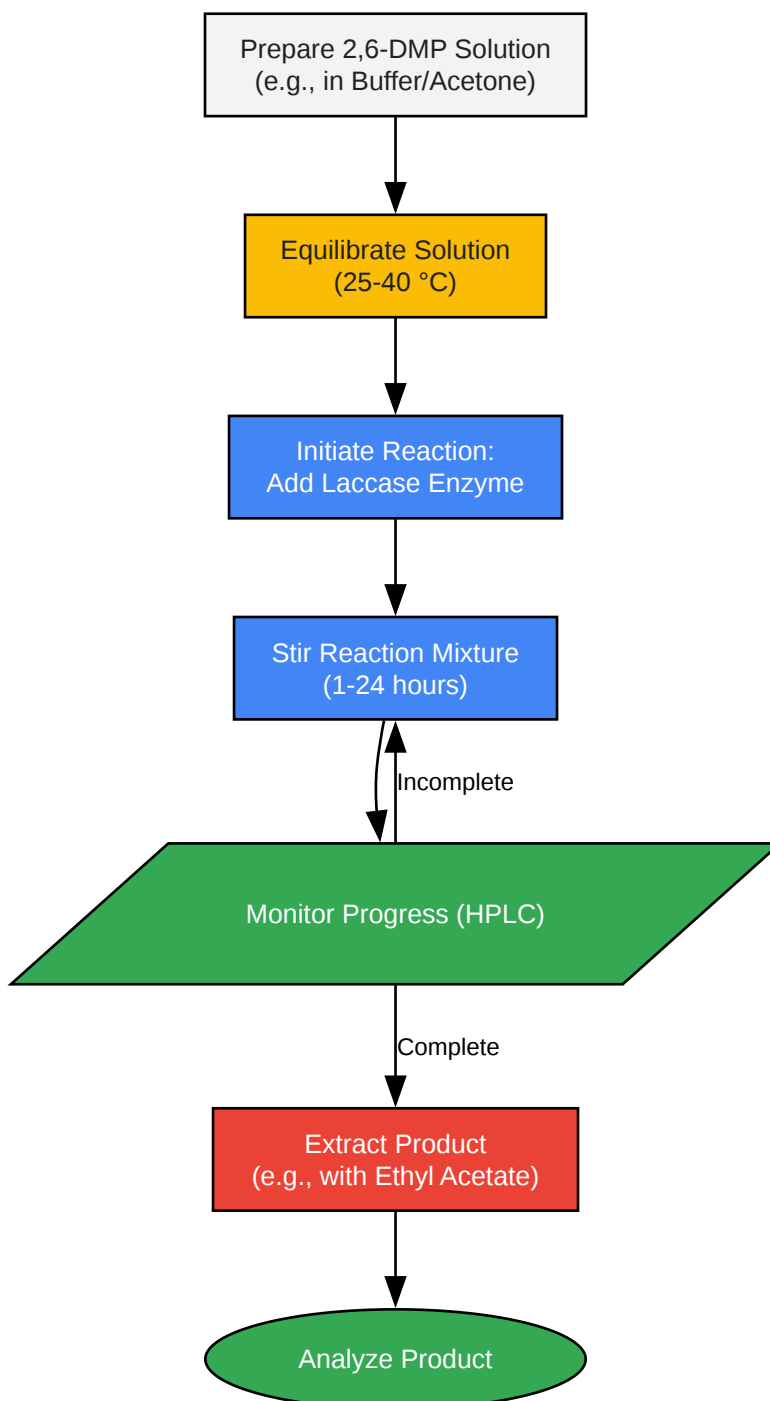 Prepare 2,6-DMP Solution
(e.g., in Buffer/Acetone)
Equilibrate Solution
(25-40 °C)
Initiate Reaction:
Add Laccase Enzyme
Stir Reaction Mixture
(1-24 hours)
Incomplete
Monitor Progress (HPLC)
Complete
Extract Product
(e.g., with Ethyl Acetate)
Analyze Product